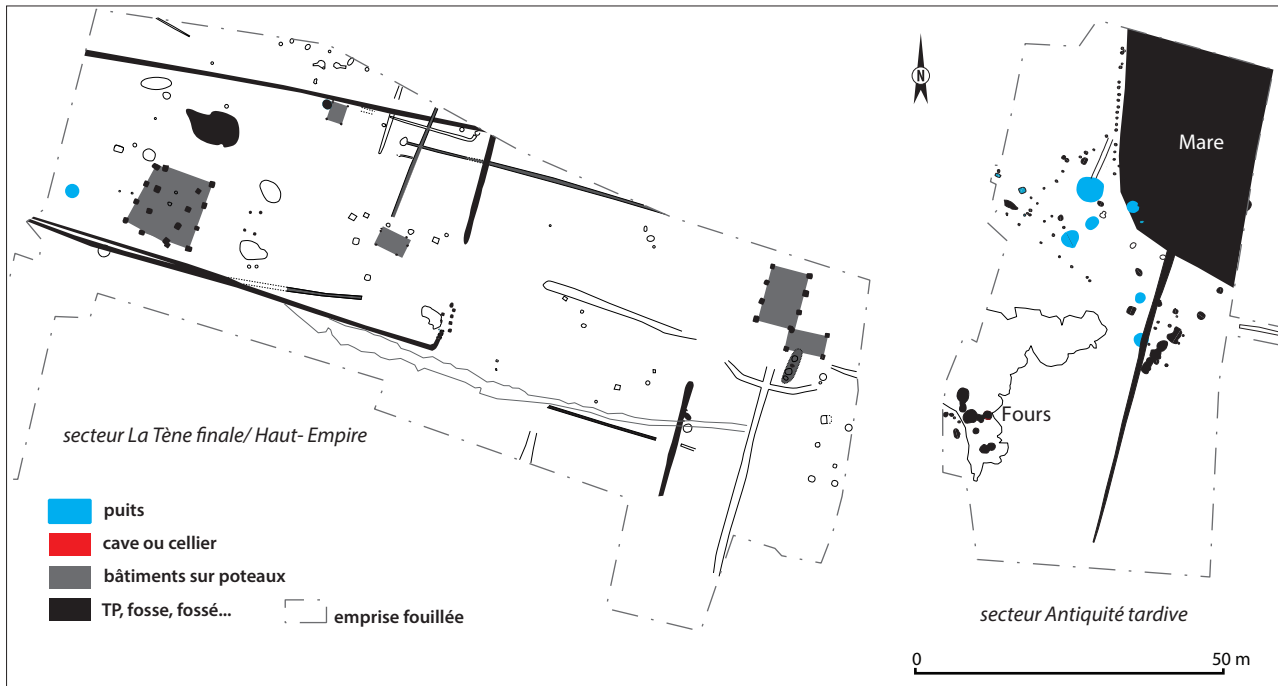 N
Mare
Fours
secteur La Tène finale/ Haut- Empire
puits
cave ou cellier
bâtiments sur poteaux
TP, fosse, fossé...
emprise fouillée
secteur Antiquité tardive
0 50 m